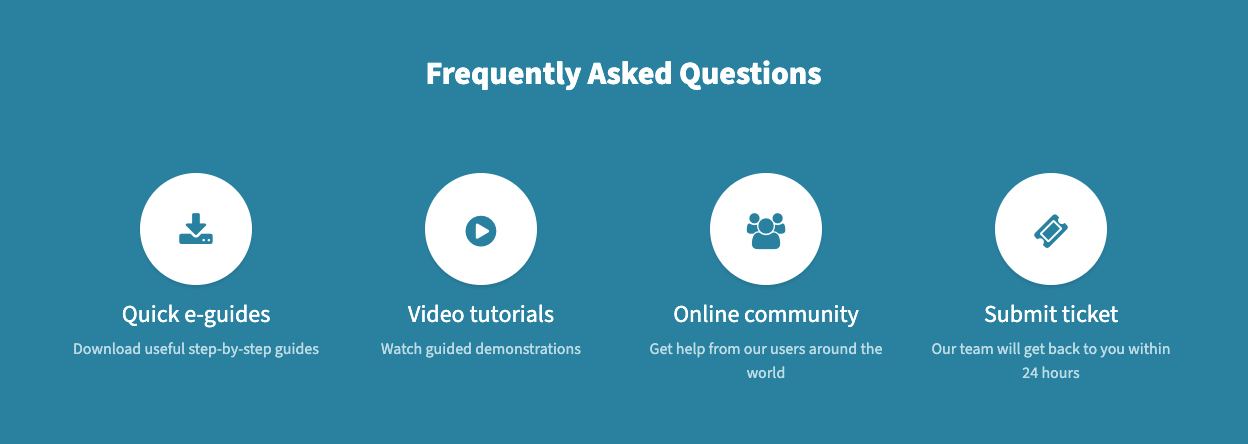 Frequently Asked Questions
Quick e-guides
Download useful step-by-step guides
Video tutorials
Watch guided demonstrations
Online community
Get help from our users around the
world
Submit ticket
Our team will get back to you within
24 hours